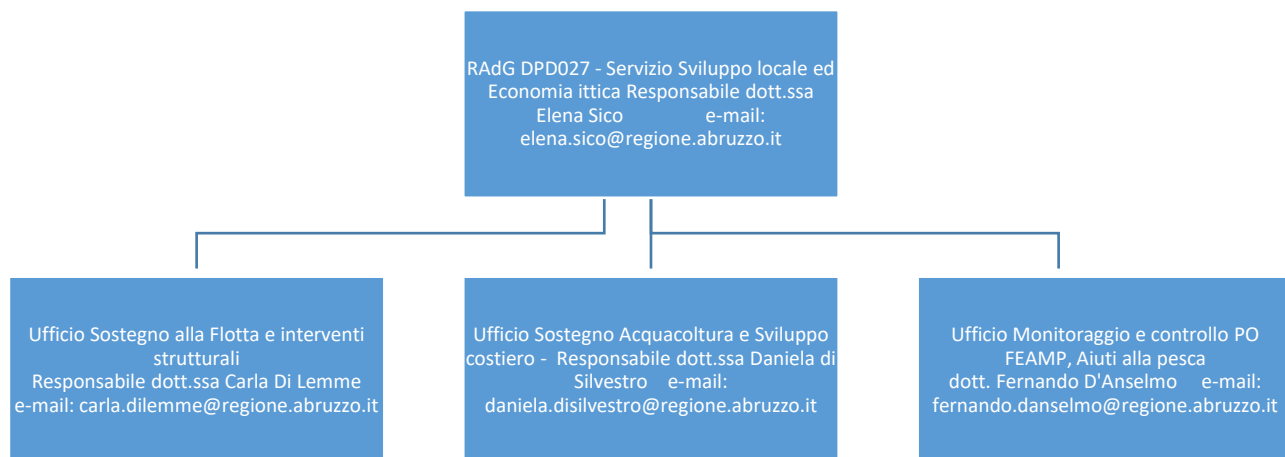 RAdG DPD027 - Servizio Sviluppo locale ed
Economia ittica Responsabile dott.ssa
Elena Sico e-mail:
elena.sico@regione.abruzzo.it
Ufficio Sostegno alla Flotta e interventi
strutturali
Responsabile dott.ssa Carla Di Lemme
e-mail: carla.dilemme@regione.abruzzo.it
Ufficio Sostegno Acquacoltura e Sviluppo
costiero - Responsabile dott.ssa Daniela di
Silvestro e-mail:
daniela.disilvestro@regione.abruzzo.it
Ufficio Monitoraggio e controllo PO
FEAMP, Aiuti alla pesca
dott. Fernando D'Anselmo e-mail:
fernando.danselmo@regione.abruzzo.it